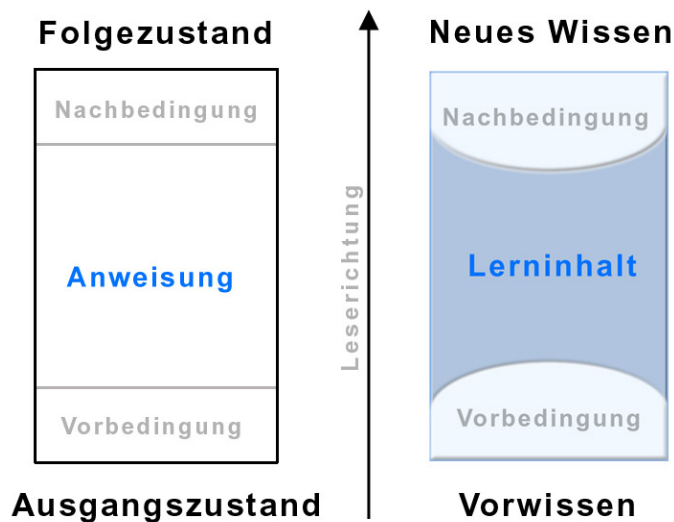 Folgezustand
Nachbedingung
Anweisung
Vorbedingung
Ausgangszustand
Leserichtung
Neues Wissen
Nachbedingung
Lerninhalt
Vorbedingung
Vorwissen